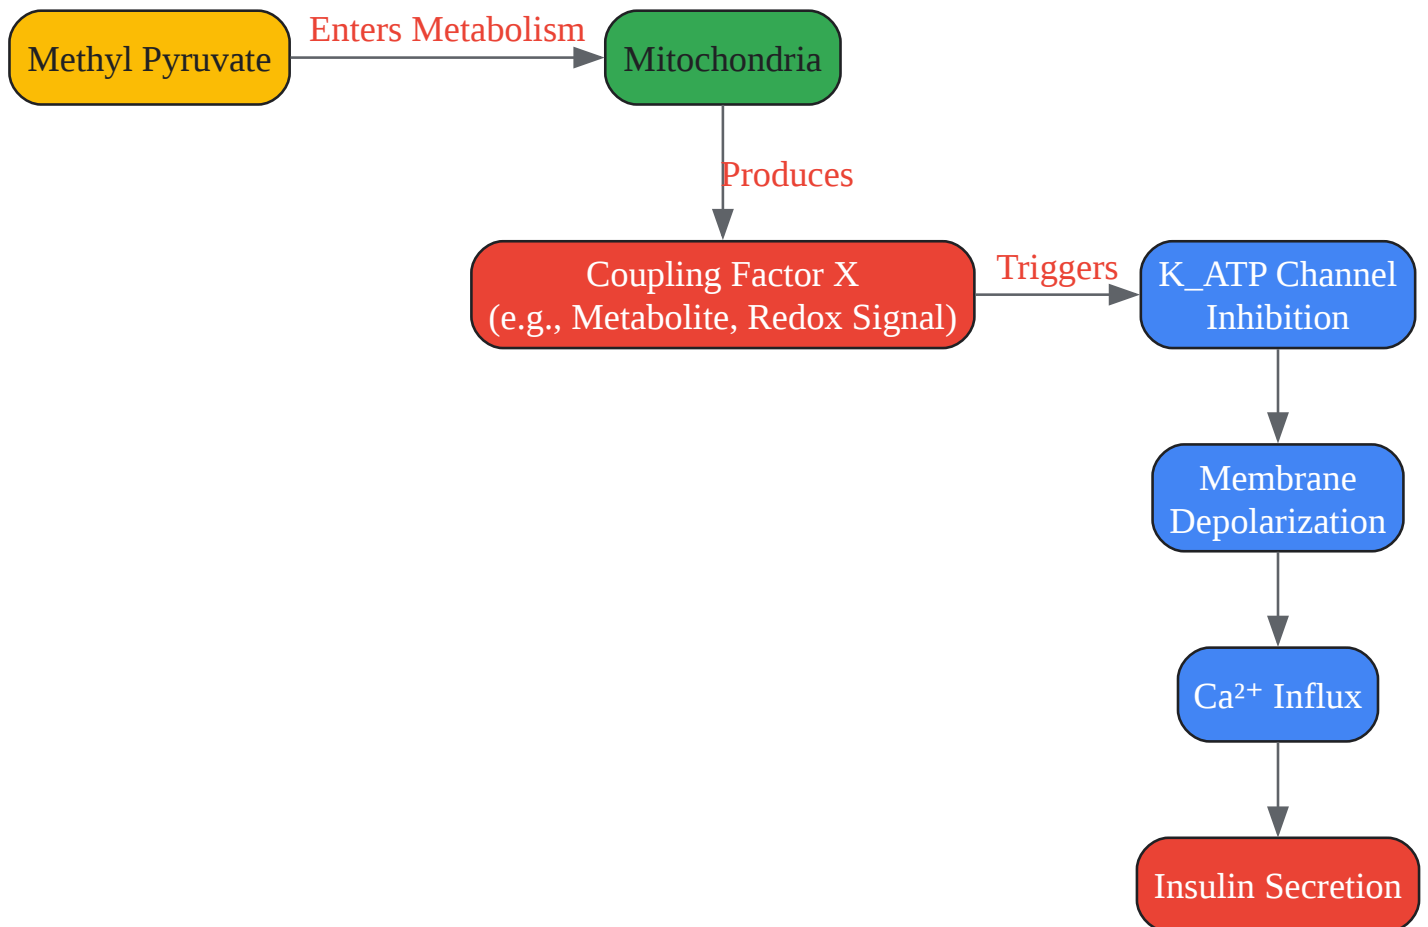 Methyl Pyruvate
Enters Metabolism
Mitochondria
Produces
Coupling Factor X
(e.g., Metabolite, Redox Signal)
Triggers
K_ATP Channel
Inhibition
Membrane
Depolarization
Ca²⁺ Influx
Insulin Secretion